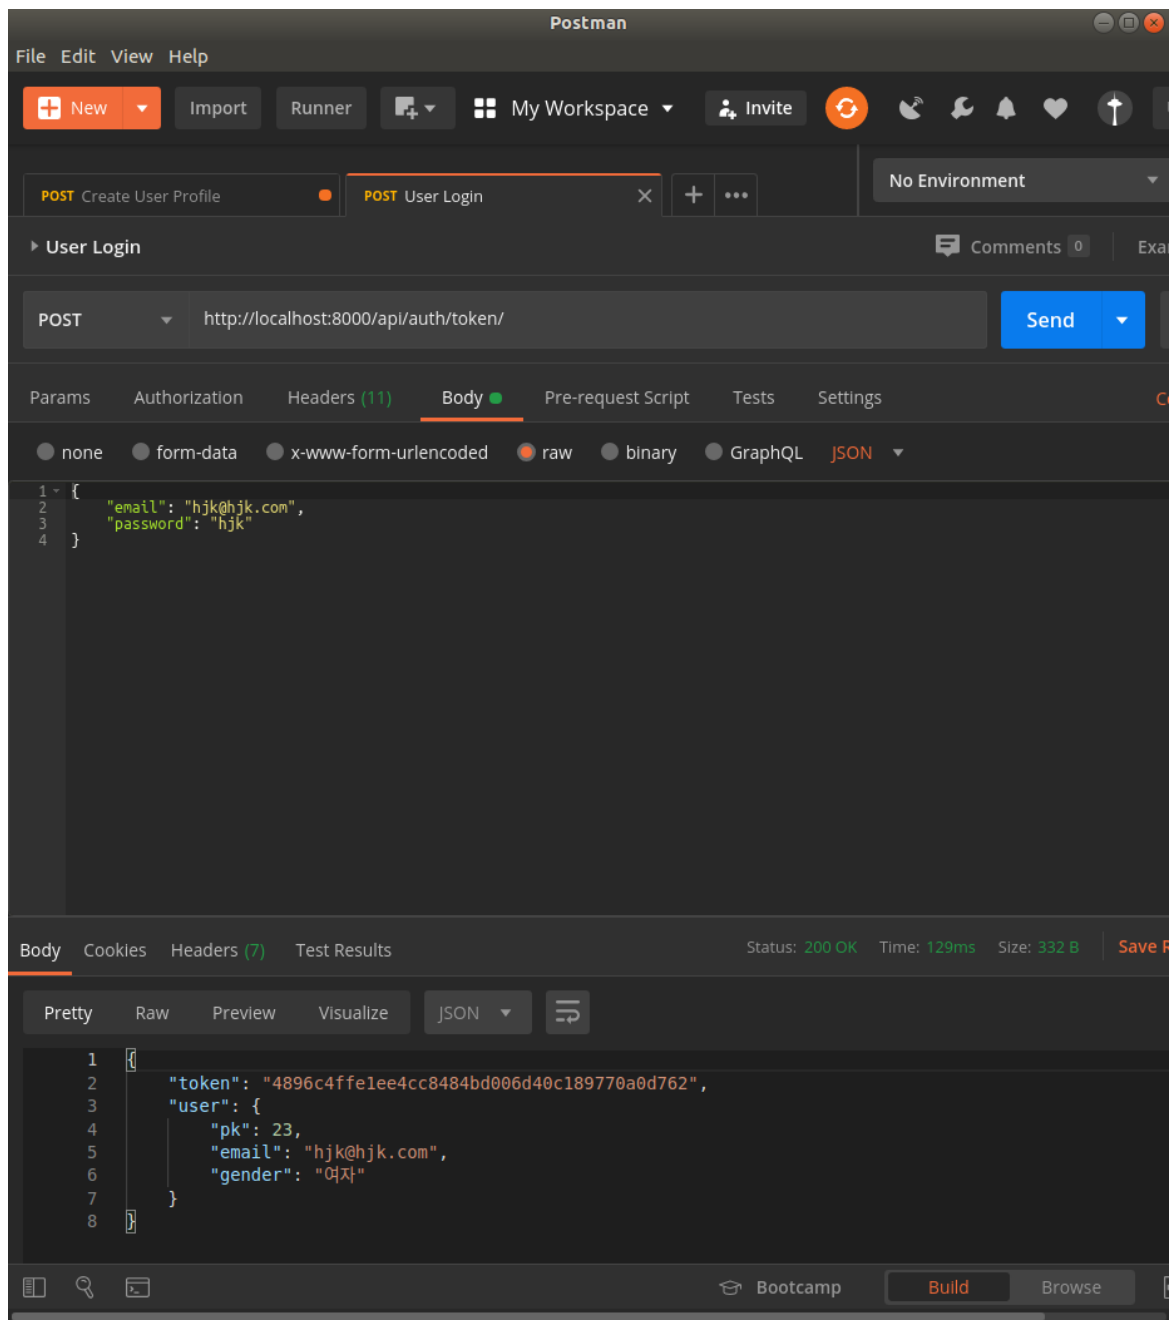 Postman
File Edit View Help
New Import Runner My Workspace Invite
POST Create User Profile POST User Login No Environment
User Login Comments 0
POST http://localhost:8000/api/auth/token/ Send
Params Authorization Headers (11) Body Pre-request Script Tests Settings
none form-data x-www-form-urlencoded raw binary GraphQL JSON
1 {
2 "email": "hjk@hjk.com",
3 "password": "hjk"
4 }
Body Cookies Headers (7) Test Results Status: 200 OK Time: 129ms Size: 332 B Save
Pretty Raw Preview Visualize JSON
1 {
2 "token": "4896c4ffe1ee4cc8484bd006d40c189770a0d762",
3 "user": {
4 "pk": 23,
5 "email": "hjk@hjk.com",
6 "gender": "여자"
7 }
8 }
Bootcamp Build Browse